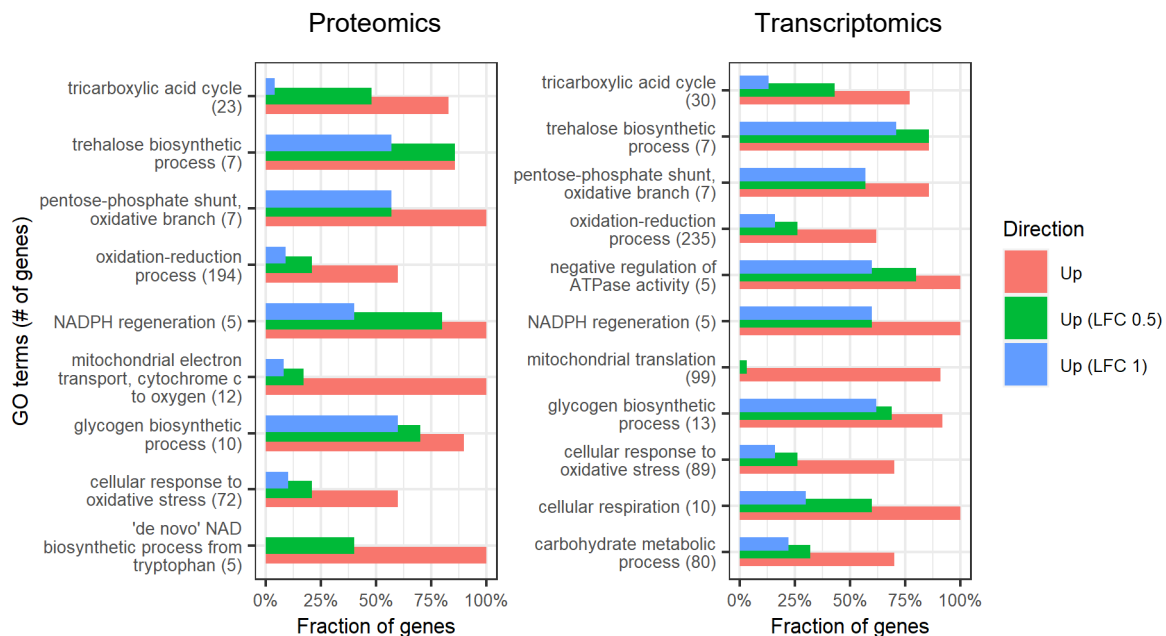 Proteomics
Transcriptomics
GO terms (# of genes)
tricarboxylic acid cycle
(23)
trehalose biosynthetic
process (7)
pentose-phosphate shunt,
oxidative branch (7)
oxidation-reduction
process (194)
NADPH regeneration (5)
mitochondrial electron
transport, cytochrome c
to oxygen (12)
glycogen biosynthetic
process (10)
cellular response to
oxidative stress (72)
'de novo' NAD
biosynthetic process from
tryptophan (5)
0% 25% 50% 75% 100%
Fraction of genes
tricarboxylic acid cycle
(30)
trehalose biosynthetic
process (7)
pentose-phosphate shunt,
oxidative branch (7)
oxidation-reduction
process (235)
negative regulation of
ATPase activity (5)
NADPH regeneration (5)
mitochondrial translation
(99)
glycogen biosynthetic
process (13)
cellular response to
oxidative stress (89)
cellular respiration (10)
carbohydrate metabolic
process (80)
0% 25% 50% 75% 100%
Fraction of genes
Direction
Up
Up (LFC 0.5)
Up (LFC 1)